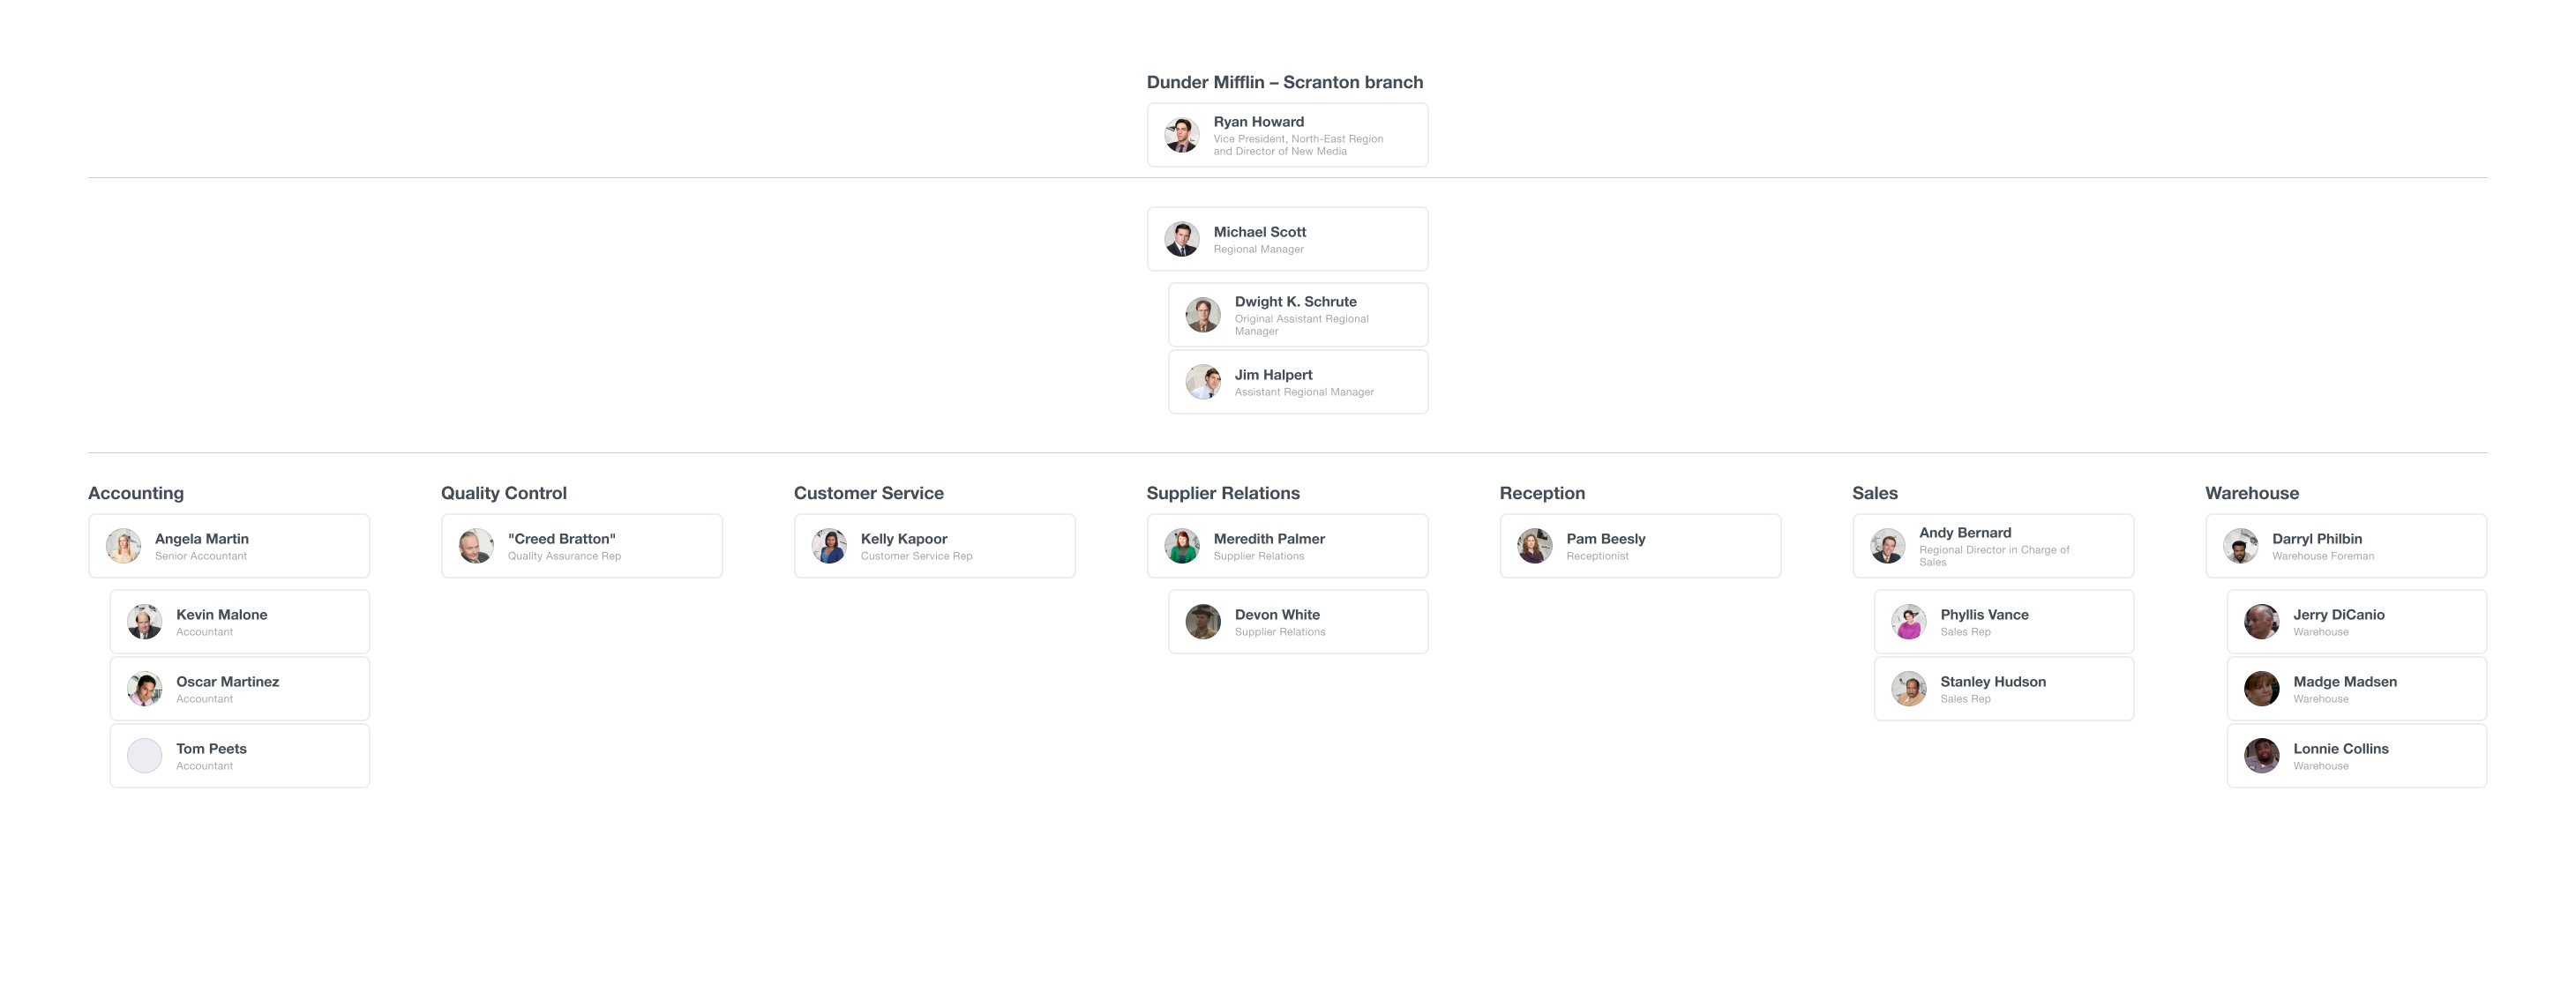 Dunder Mifflin – Scranton branch
Ryan Howard
Vice President, North-East Region
and Director of New Media
Michael Scott
Regional Manager
Dwight K. Schrute
Original Assistant Regional
Manager
Jim Halpert
Assistant Regional Manager
Accounting
Angela Martin
Senior Accountant
Kevin Malone
Accountant
Oscar Martinez
Accountant
Tom Peets
Accountant
Quality Control
"Creed Bratton"
Quality Assurance Rep
Customer Service
Kelly Kapoor
Customer Service Rep
Supplier Relations
Meredith Palmer
Supplier Relations
Devon White
Supplier Relations
Reception
Pam Beesly
Receptionist
Sales
Andy Bernard
Regional Director in Charge of
Sales
Phyllis Vance
Sales Rep
Stanley Hudson
Sales Rep
Warehouse
Darryl Philbin
Warehouse Foreman
Jerry DiCanio
Warehouse
Madge Madsen
Warehouse
Lonnie Collins
Warehouse